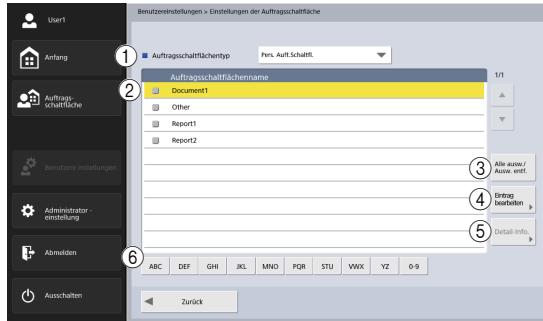 User1
Benutzereinstellungen > Einstellungen der Auftragsschaltfläche
Anfang
1
Auftragsschaltflächentyp
Pers. Auft.Schaltfl.
Auftragsschaltflächenname
1/1
2
Document1
Auftrags-
schaltfläche
Other
Report1
Report2
3
Alle ausw./
Ausw. entf.
Benutzere instellungen
4
Eintrag
bearbeiten
Administrator -
einstellung
5
Detail-Info.
6
Abmelden
ABC
DEF
GHI
JKL
MNO
PQR
STU
VWX
YZ
0-9
Ausschalten
Zurück